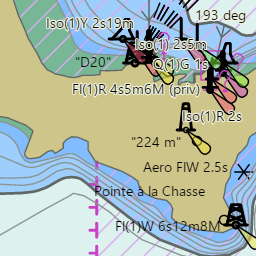 193 deg
Iso(1)Y 2s19m
Iso(1) 2s5m
"D20"
Q(1)G 1s
Fl(1)R 4s5m6M (priv)
Iso(1)R 2s
"224 m"
Aero FlW 2.5s
Pointe à la Chasse
Fl(1)W 6s12m8M